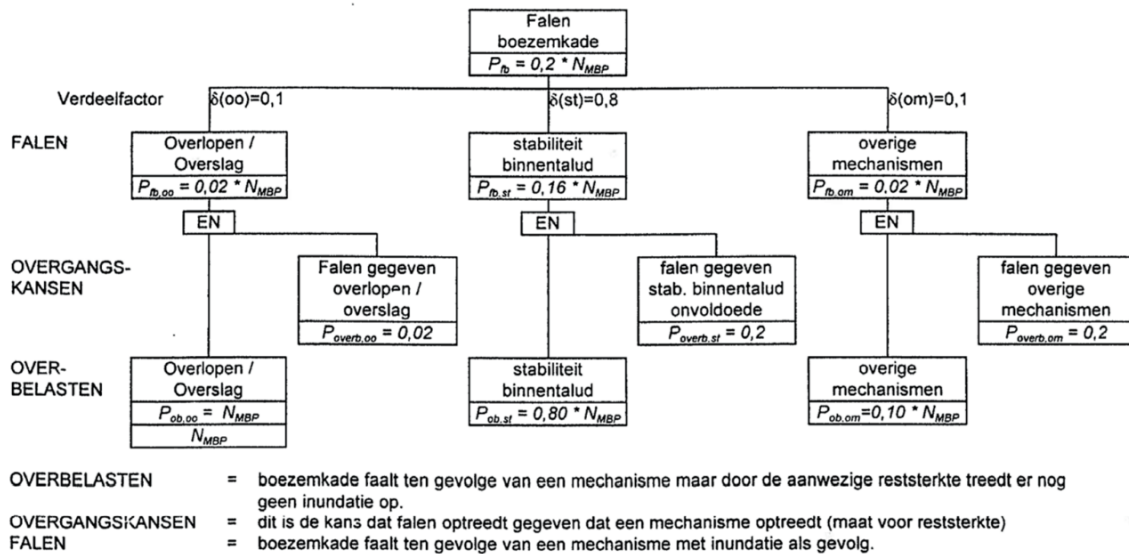 Falen
boezemkade
P_fb = 0,2 * N_MBP
Verdeelfactor
δ(oo)=0,1
δ(st)=0,8
δ(om)=0,1
FALEN
Overlopen /
Overslag
P_fb,oo = 0,02 * N_MBP
stabiliteit
binnentalud
P_fb,st = 0,16 * N_MBP
overige
mechanismen
P_fb,om = 0,02 * N_MBP
EN
EN
EN
OVERGANGS-
KANSEN
Falen gegeven
overlopen /
overslag
P_overb,oo = 0,02
falen gegeven
stab. binnentalud
onvoldoede
P_overb,st = 0,2
falen gegeven
overige
mechanismen
P_overb,om = 0,2
OVER-
BELASTEN
Overlopen /
Overslag
P_ob,oo = N_MBP
N_MBP
stabiliteit
binnentalud
P_ob,st = 0,80 * N_MBP
overige
mechanismen
P_ob,om=0,10 * N_MBP
OVERBELASTEN = boezemkade faalt ten gevolge van een mechanisme maar door de aanwezige reststerkte treedt er nog
geen inundatie op.
OVERGANGSKANSEN = dit is de kans dat falen optreedt gegeven dat een mechanisme optreedt (maat voor reststerkte)
FALEN = boezemkade faalt ten gevolge van een mechanisme met inundatie als gevolg.